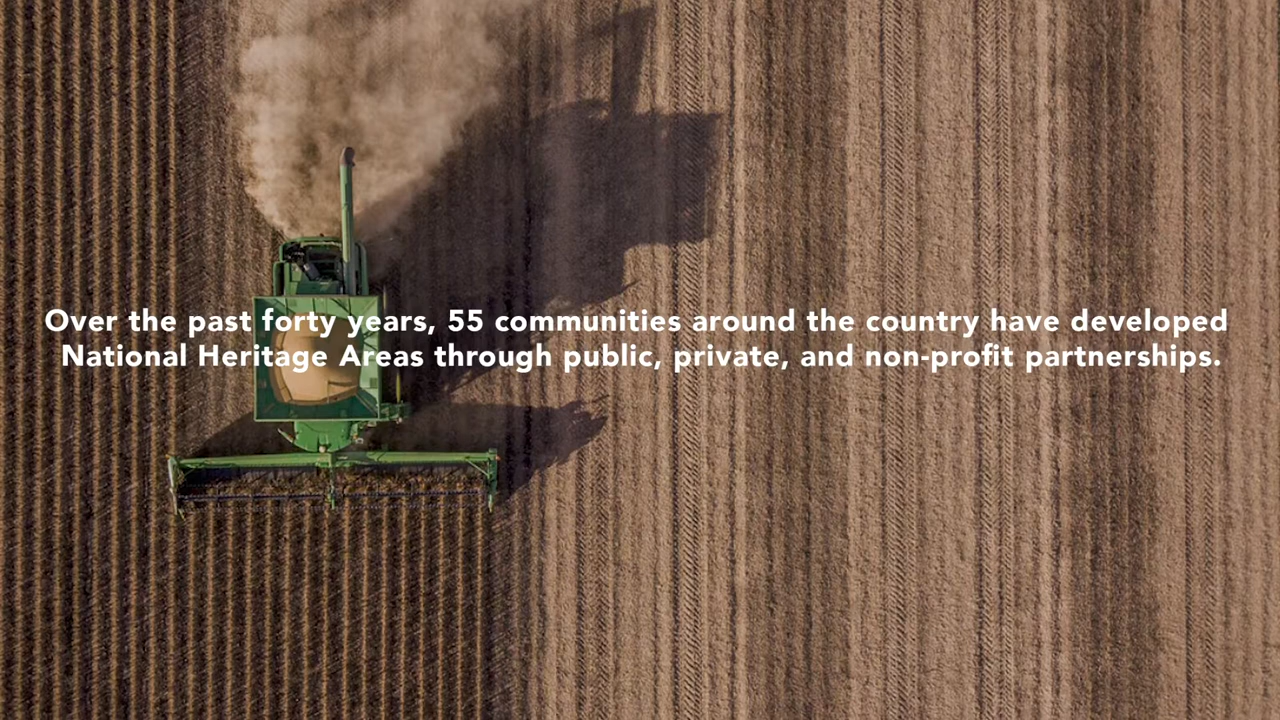 Over the past forty years, 55 communities around the country have developed
National Heritage Areas through public, private, and non-profit partnerships.